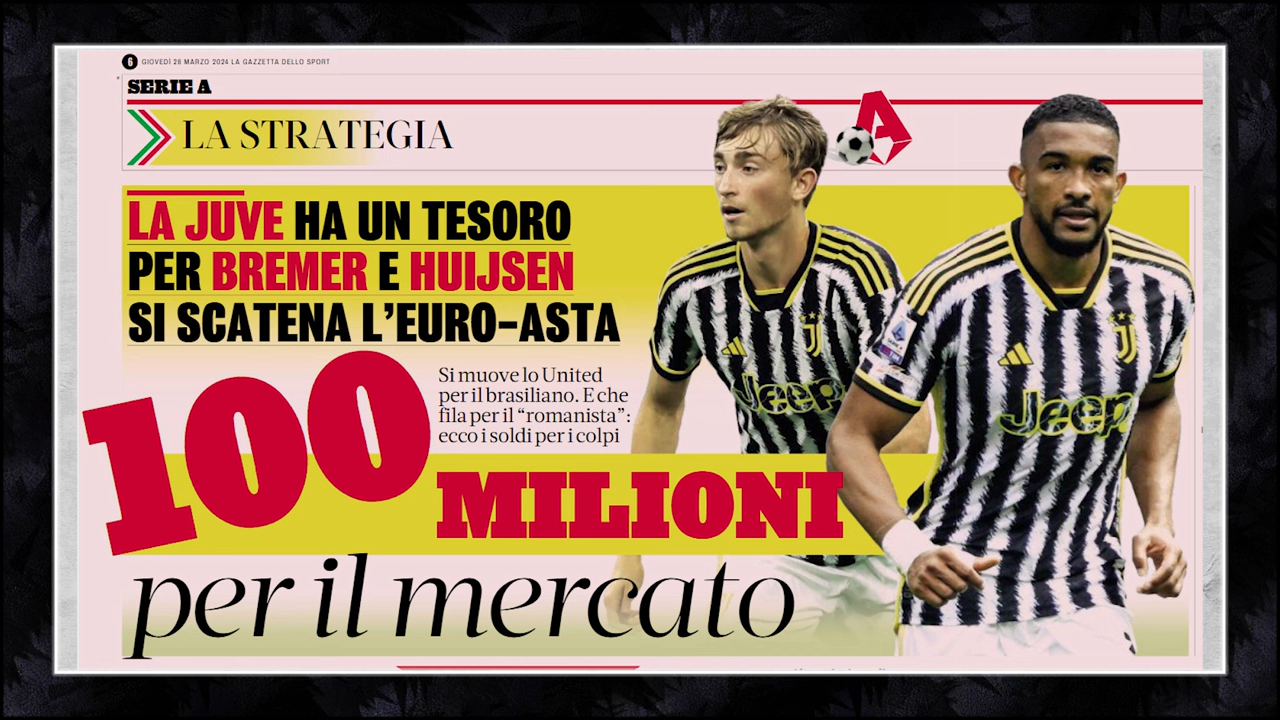 6 GIOVEDÌ 28 MARZO 2024 LA GAZZETTA DELLO SPORT
SERIE A
LA STRATEGIA
A
LA JUVE HA UN TESORO
PER BREMER E HUIJSEN
SI SCATENA L'EURO-ASTA
Si muove lo United
per il brasiliano. E che
fila per il “romanista”:
ecco i soldi per i colpi
100
MILIONI
per il mercato
Jeep
Jeep